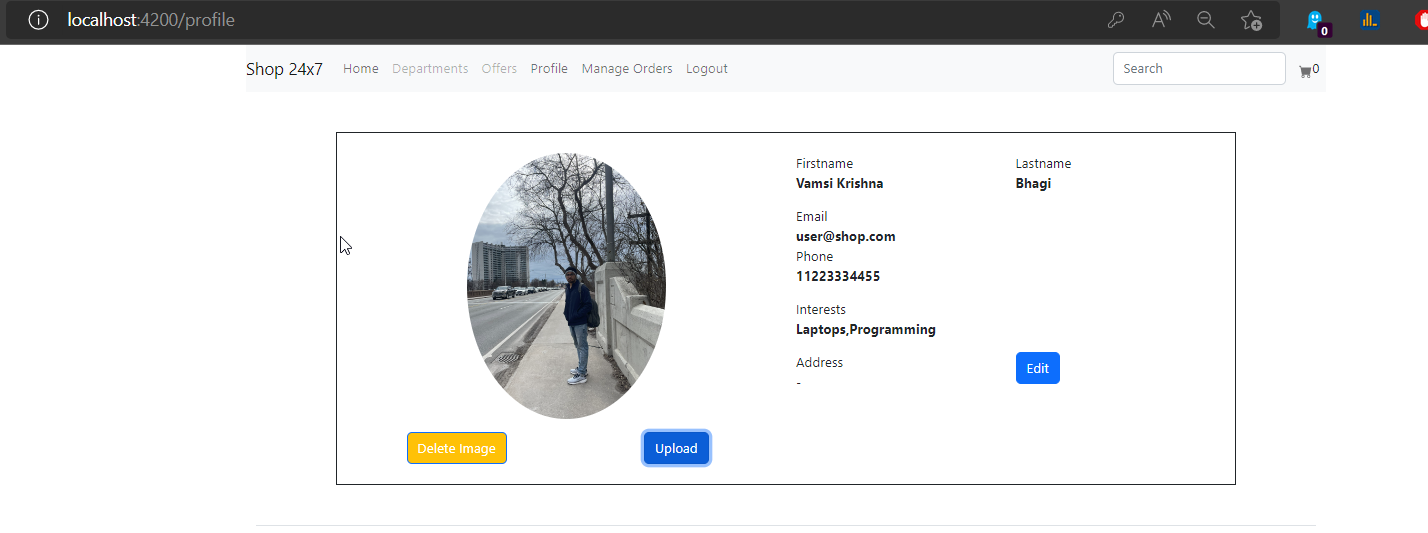 localhost:4200/profile
0
Shop 24x7 Home Departments Offers Profile Manage Orders Logout Search 0
Firstname Lastname
Vamsi Krishna Bhagi
Email
user@shop.com
Phone
11223334455
Interests
Laptops,Programming
Address Edit
-
Delete Image Upload